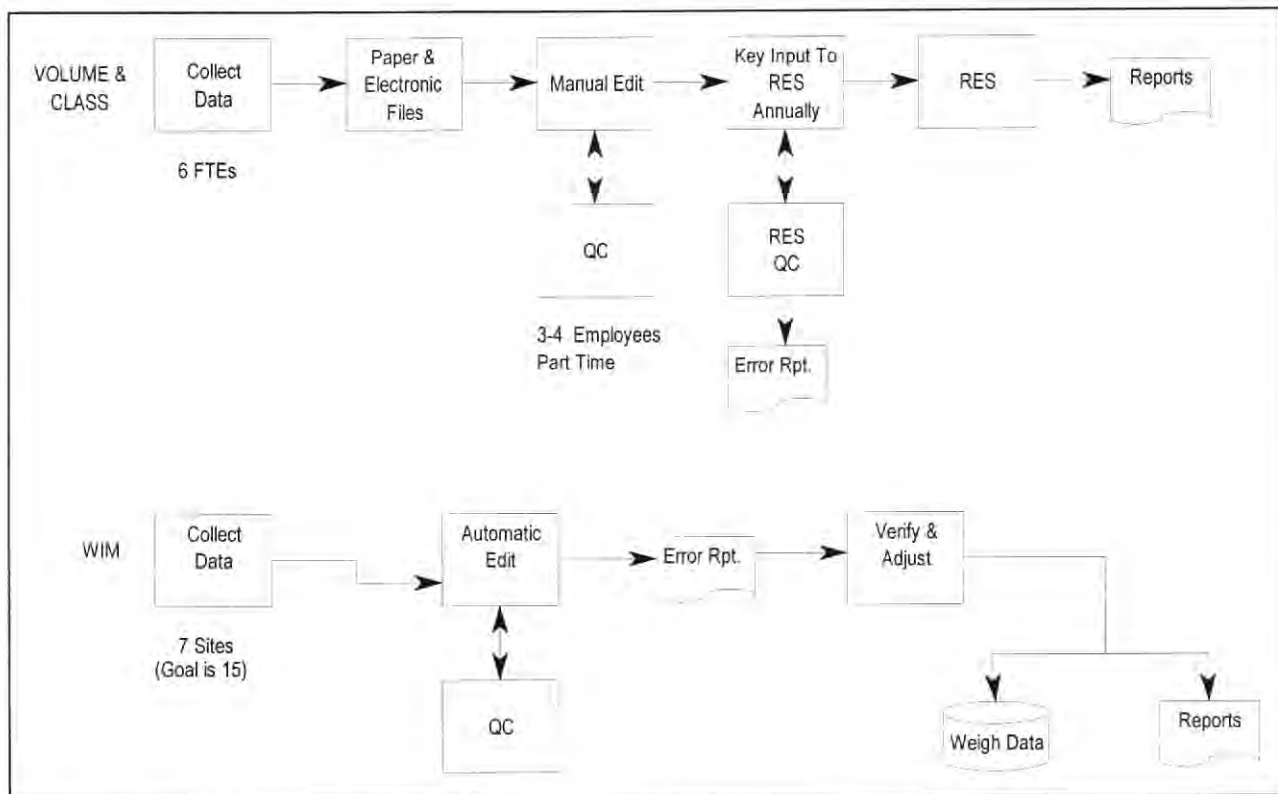 VOLUME &
CLASS
Collect
Data
6 FTEs
Paper &
Electronic
Files
Manual Edit
QC
3-4 Employees
Part Time
Key Input To
RES
Annually
RES
QC
Error Rpt.
RES
Reports
WIM
Collect
Data
7 Sites
(Goal is 15)
Automatic
Edit
QC
Error Rpt.
Verify &
Adjust
Weigh Data
Reports